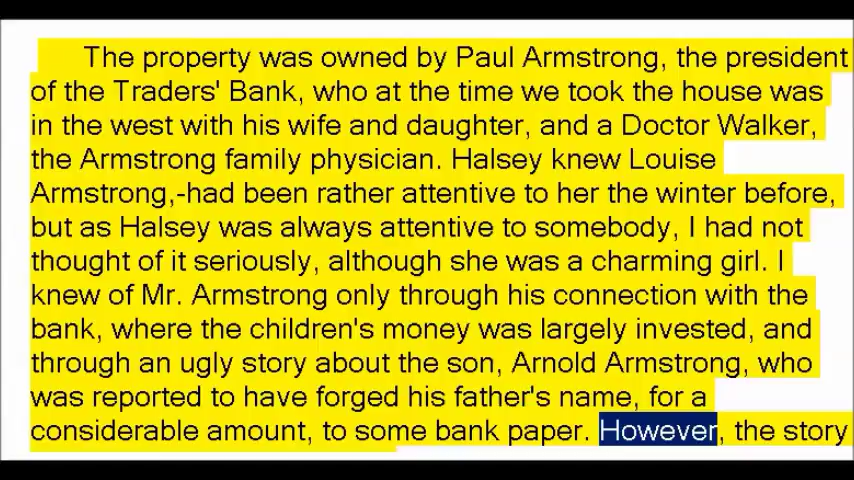 The property was owned by Paul Armstrong, the president
of the Traders' Bank, who at the time we took the house was
in the west with his wife and daughter, and a Doctor Walker,
the Armstrong family physician. Halsey knew Louise
Armstrong,-had been rather attentive to her the winter before,
but as Halsey was always attentive to somebody, I had not
thought of it seriously, although she was a charming girl. I
knew of Mr. Armstrong only through his connection with the
bank, where the children's money was largely invested, and
through an ugly story about the son, Arnold Armstrong, who
was reported to have forged his father's name, for a
considerable amount, to some bank paper. However, the story